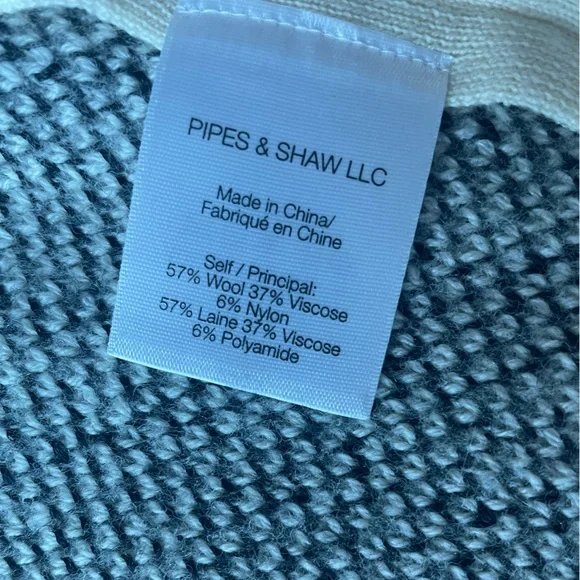 PIPES & SHAW LLC
Made in China/
Fabriqué en Chine
Self / Principal:
57% Wool 37% Viscose
6% Nylon
57% Laine 37% Viscose
6% Polyamide